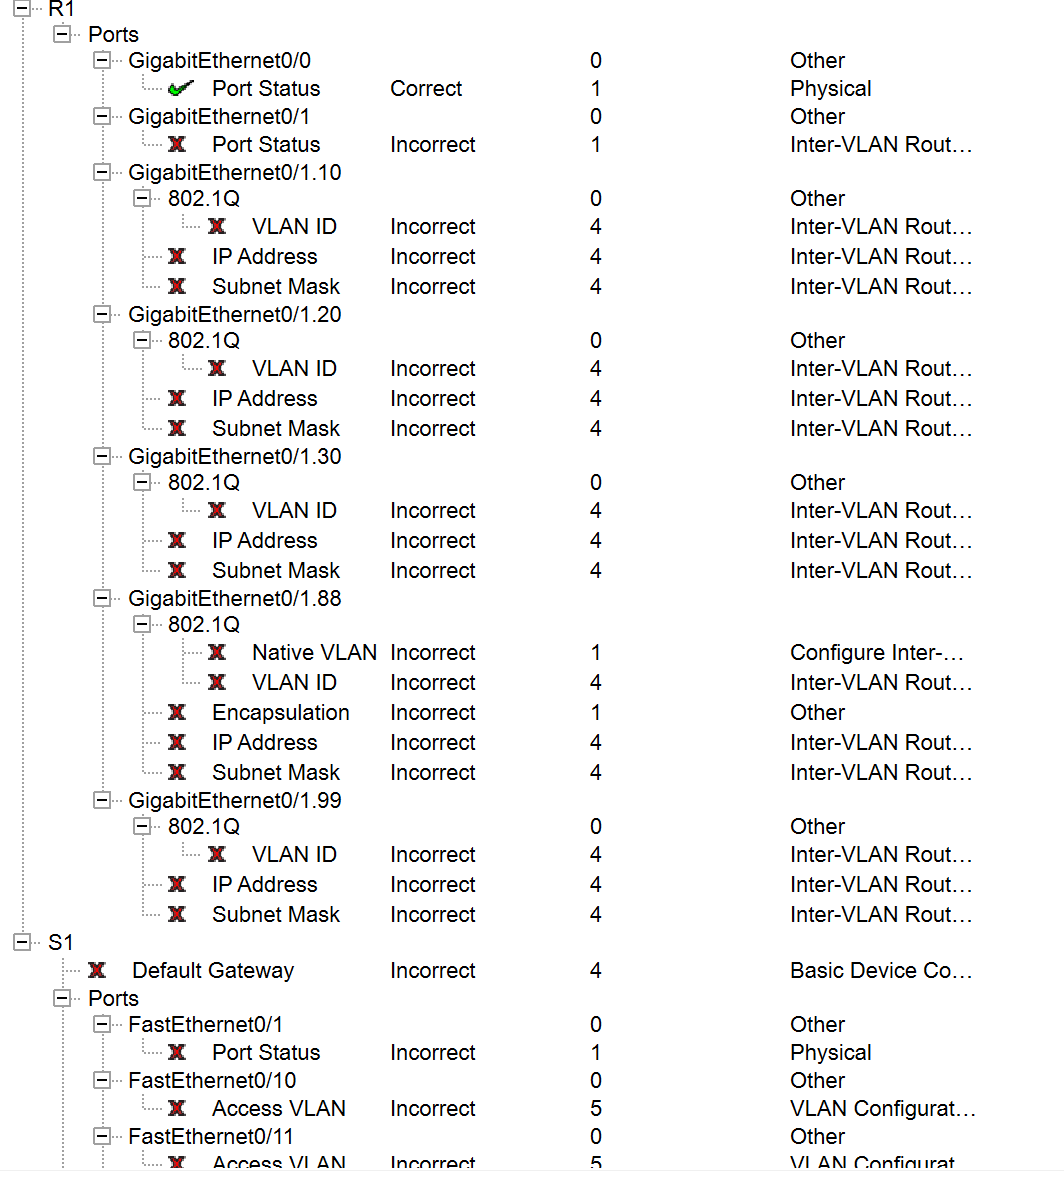 R1
Ports
GigabitEthernet0/0 0 Other
Port Status Correct 1 Physical
GigabitEthernet0/1 0 Other
Port Status Incorrect 1 Inter-VLAN Rout…
GigabitEthernet0/1.10
802.1Q 0 Other
VLAN ID Incorrect 4 Inter-VLAN Rout…
IP Address Incorrect 4 Inter-VLAN Rout…
Subnet Mask Incorrect 4 Inter-VLAN Rout…
GigabitEthernet0/1.20
802.1Q 0 Other
VLAN ID Incorrect 4 Inter-VLAN Rout…
IP Address Incorrect 4 Inter-VLAN Rout…
Subnet Mask Incorrect 4 Inter-VLAN Rout…
GigabitEthernet0/1.30
802.1Q 0 Other
VLAN ID Incorrect 4 Inter-VLAN Rout…
IP Address Incorrect 4 Inter-VLAN Rout…
Subnet Mask Incorrect 4 Inter-VLAN Rout…
GigabitEthernet0/1.88
802.1Q
Native VLAN Incorrect 1 Configure Inter-…
VLAN ID Incorrect 4 Inter-VLAN Rout…
Encapsulation Incorrect 1 Other
IP Address Incorrect 4 Inter-VLAN Rout…
Subnet Mask Incorrect 4 Inter-VLAN Rout…
GigabitEthernet0/1.99
802.1Q 0 Other
VLAN ID Incorrect 4 Inter-VLAN Rout…
IP Address Incorrect 4 Inter-VLAN Rout…
Subnet Mask Incorrect 4 Inter-VLAN Rout…
S1
Default Gateway Incorrect 4 Basic Device Co…
Ports
FastEthernet0/1 0 Other
Port Status Incorrect 1 Physical
FastEthernet0/10 0 Other
Access VLAN Incorrect 5 VLAN Configurat…
FastEthernet0/11 0 Other
Access VLAN Incorrect 5 VLAN Configurat…